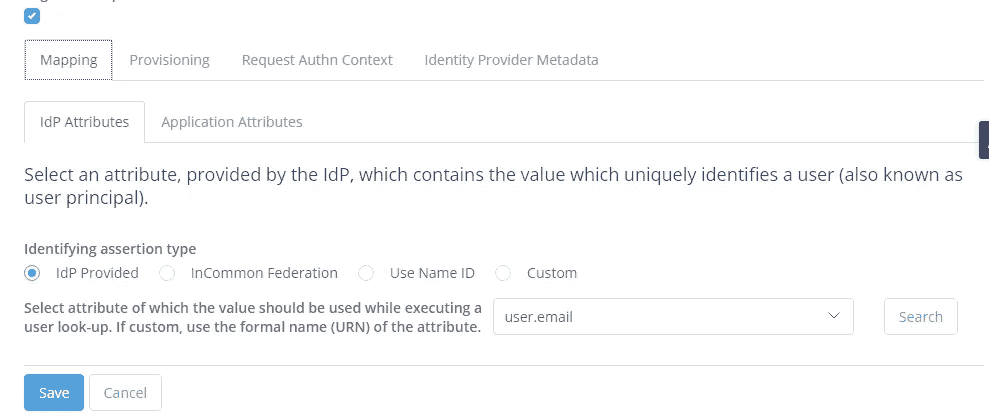 Mapping Provisioning Request Authn Context Identity Provider Metadata
IdP Attributes Application Attributes
Select an attribute, provided by the IdP, which contains the value which uniquely identifies a user (also known as
user principal).
Identifying assertion type
IdP Provided InCommon Federation Use Name ID Custom
Select attribute of which the value should be used while executing a
user look-up. If custom, use the formal name (URN) of the attribute.
user.email
Search
Save Cancel